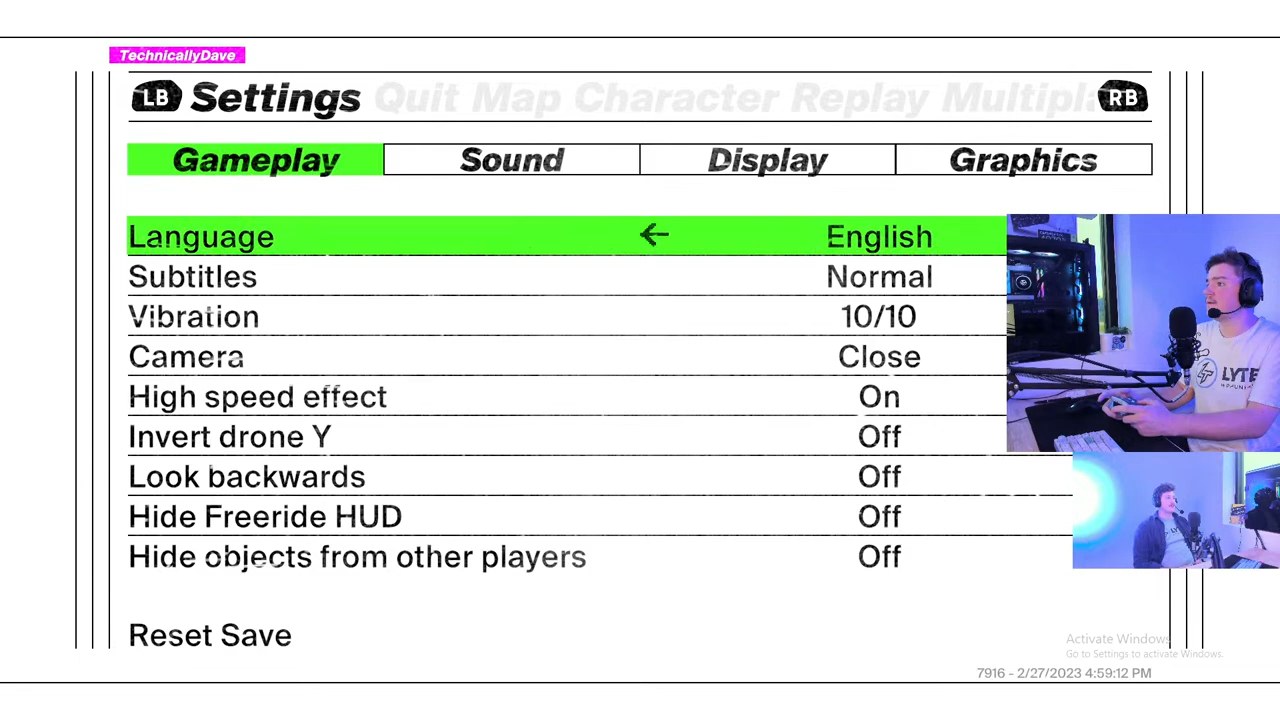 TechnicallyDave
LB Settings Quit Map Character Replay Multipla RB
Gameplay Sound Display Graphics
Language ← English
Subtitles Normal
Vibration 10/10
Camera Close
High speed effect On
Invert drone Y Off
Look backwards Off
Hide Freeride HUD Off
Hide objects from other players Off
Reset Save
LYTE
Activate Windows
Go to Settings to activate Windows.
7916 - 2/27/2023 4:59:12 PM